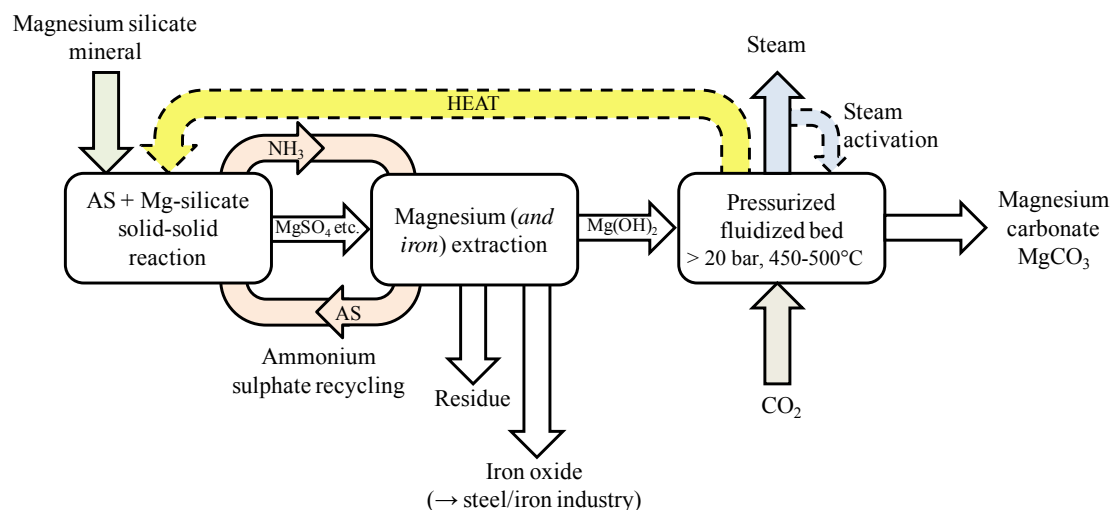 Magnesium silicate
mineral
Steam
HEAT
Steam
activation
NH₃
AS + Mg-silicate
solid-solid
reaction
MgSO₄ etc.
Magnesium (and
iron) extraction
Mg(OH)₂
Pressurized
fluidized bed
> 20 bar, 450-500°C
Magnesium
carbonate
MgCO₃
AS
Ammonium
sulphate recycling
Residue
CO₂
Iron oxide
(→ steel/iron industry)